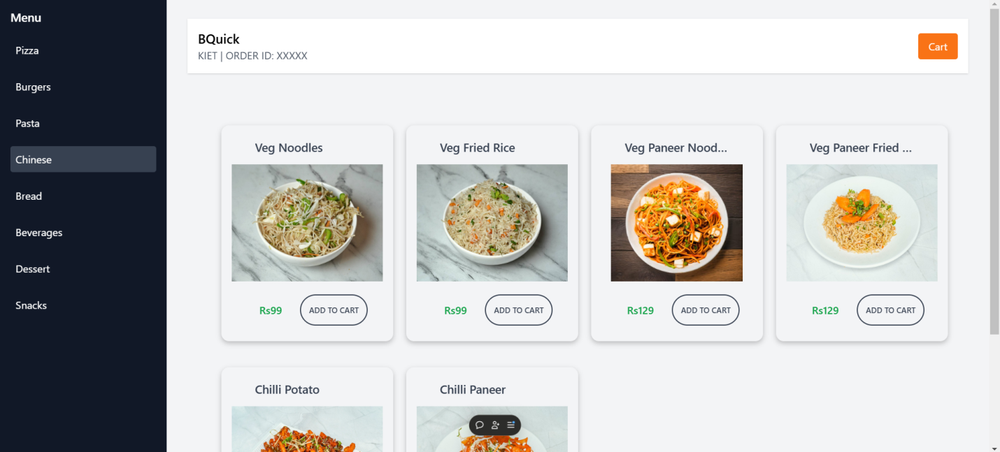 Menu
Pizza
Burgers
Pasta
Chinese
Bread
Beverages
Dessert
Snacks
BQuick
KIET | ORDER ID: XXXXX
Cart
Veg Noodles
Rs99
ADD TO CART
Veg Fried Rice
Rs99
ADD TO CART
Veg Paneer Nood...
Rs129
ADD TO CART
Veg Paneer Fried ...
Rs129
ADD TO CART
Chilli Potato
Chilli Paneer